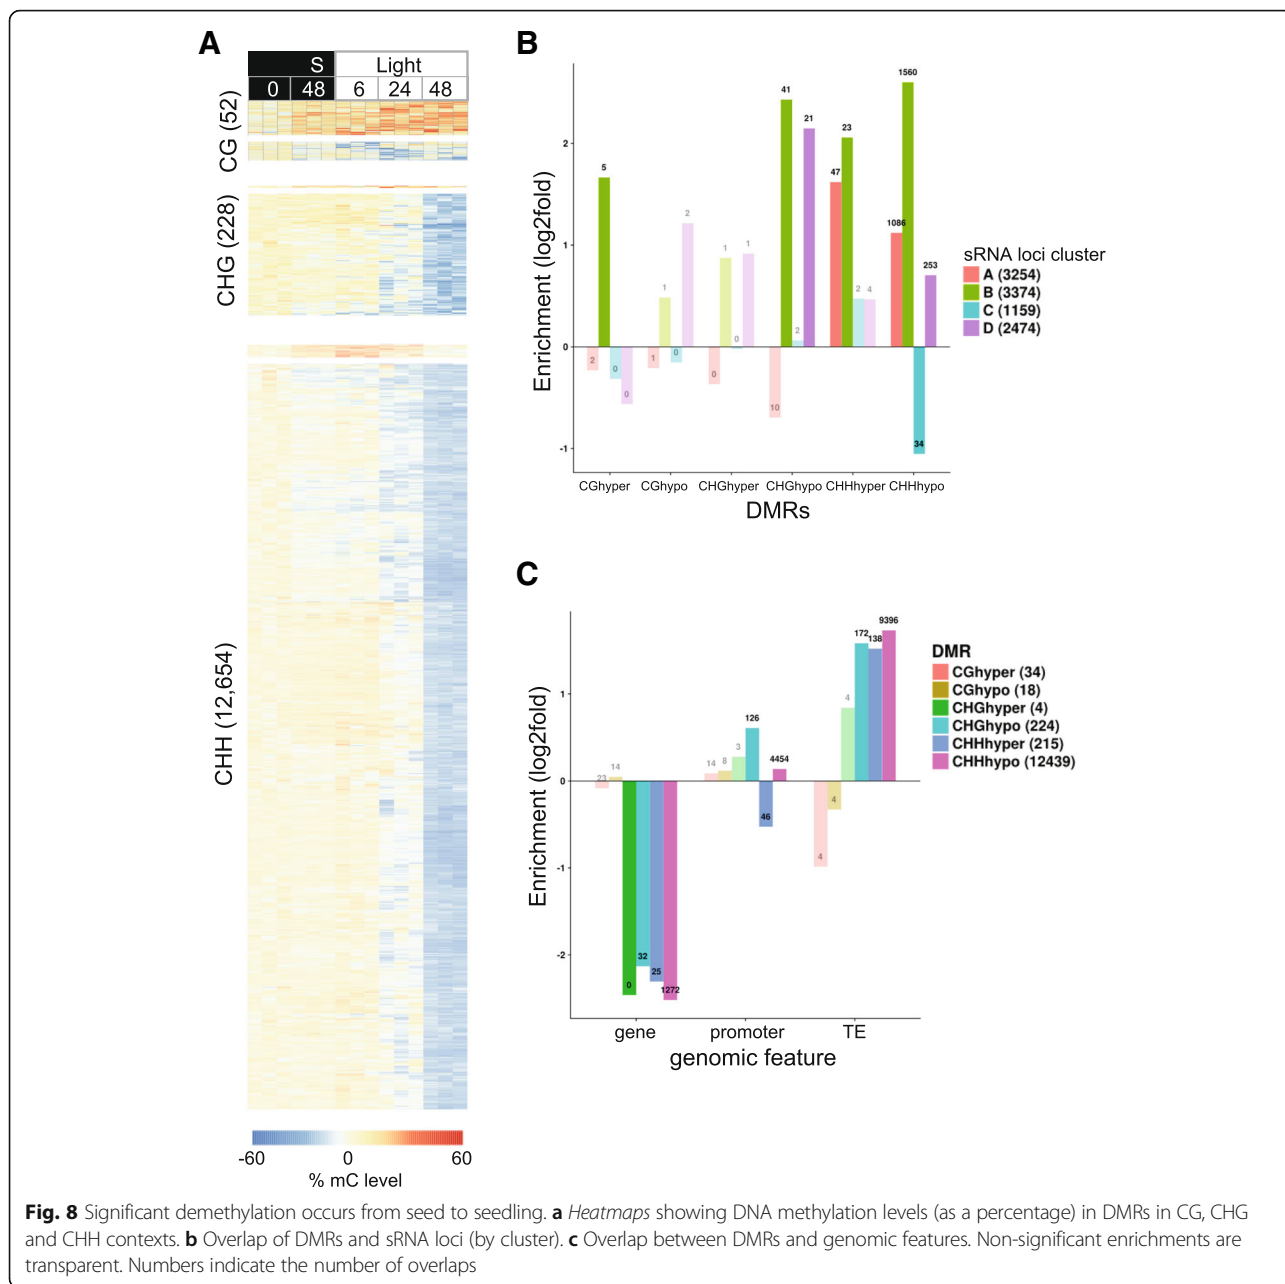 A
S Light
0 48 6 24 48
CG (52)
CHG (228)
CHH (12,654)
-60 0 60
% mC level
B
Enrichment (log2fold)
2
1
0
-1
2 5 0 0
1 1 0 2
0 1 0 1
10 41 2 21
47 23 2 4
1086 1560 34 253
CGhyper CGhypo CHGhyper CHGhypo CHHhyper CHHhypo
DMRs
sRNA loci cluster
A (3254)
B (3374)
C (1159)
D (2474)
C
Enrichment (log2fold)
1
0
-1
-2
23 14 0 32 25 1272
14 8 3 126 46 4454
4 4 4 172 138 9396
gene promoter TE
genomic feature
DMR
CGhyper (34)
CGhypo (18)
CHGhyper (4)
CHGhypo (224)
CHHhyper (215)
CHHhypo (12439)
Fig. 8 Significant demethylation occurs from seed to seedling. a Heatmaps showing DNA methylation levels (as a percentage) in DMRs in CG, CHG
and CHH contexts. b Overlap of DMRs and sRNA loci (by cluster). c Overlap between DMRs and genomic features. Non-significant enrichments are
transparent. Numbers indicate the number of overlaps